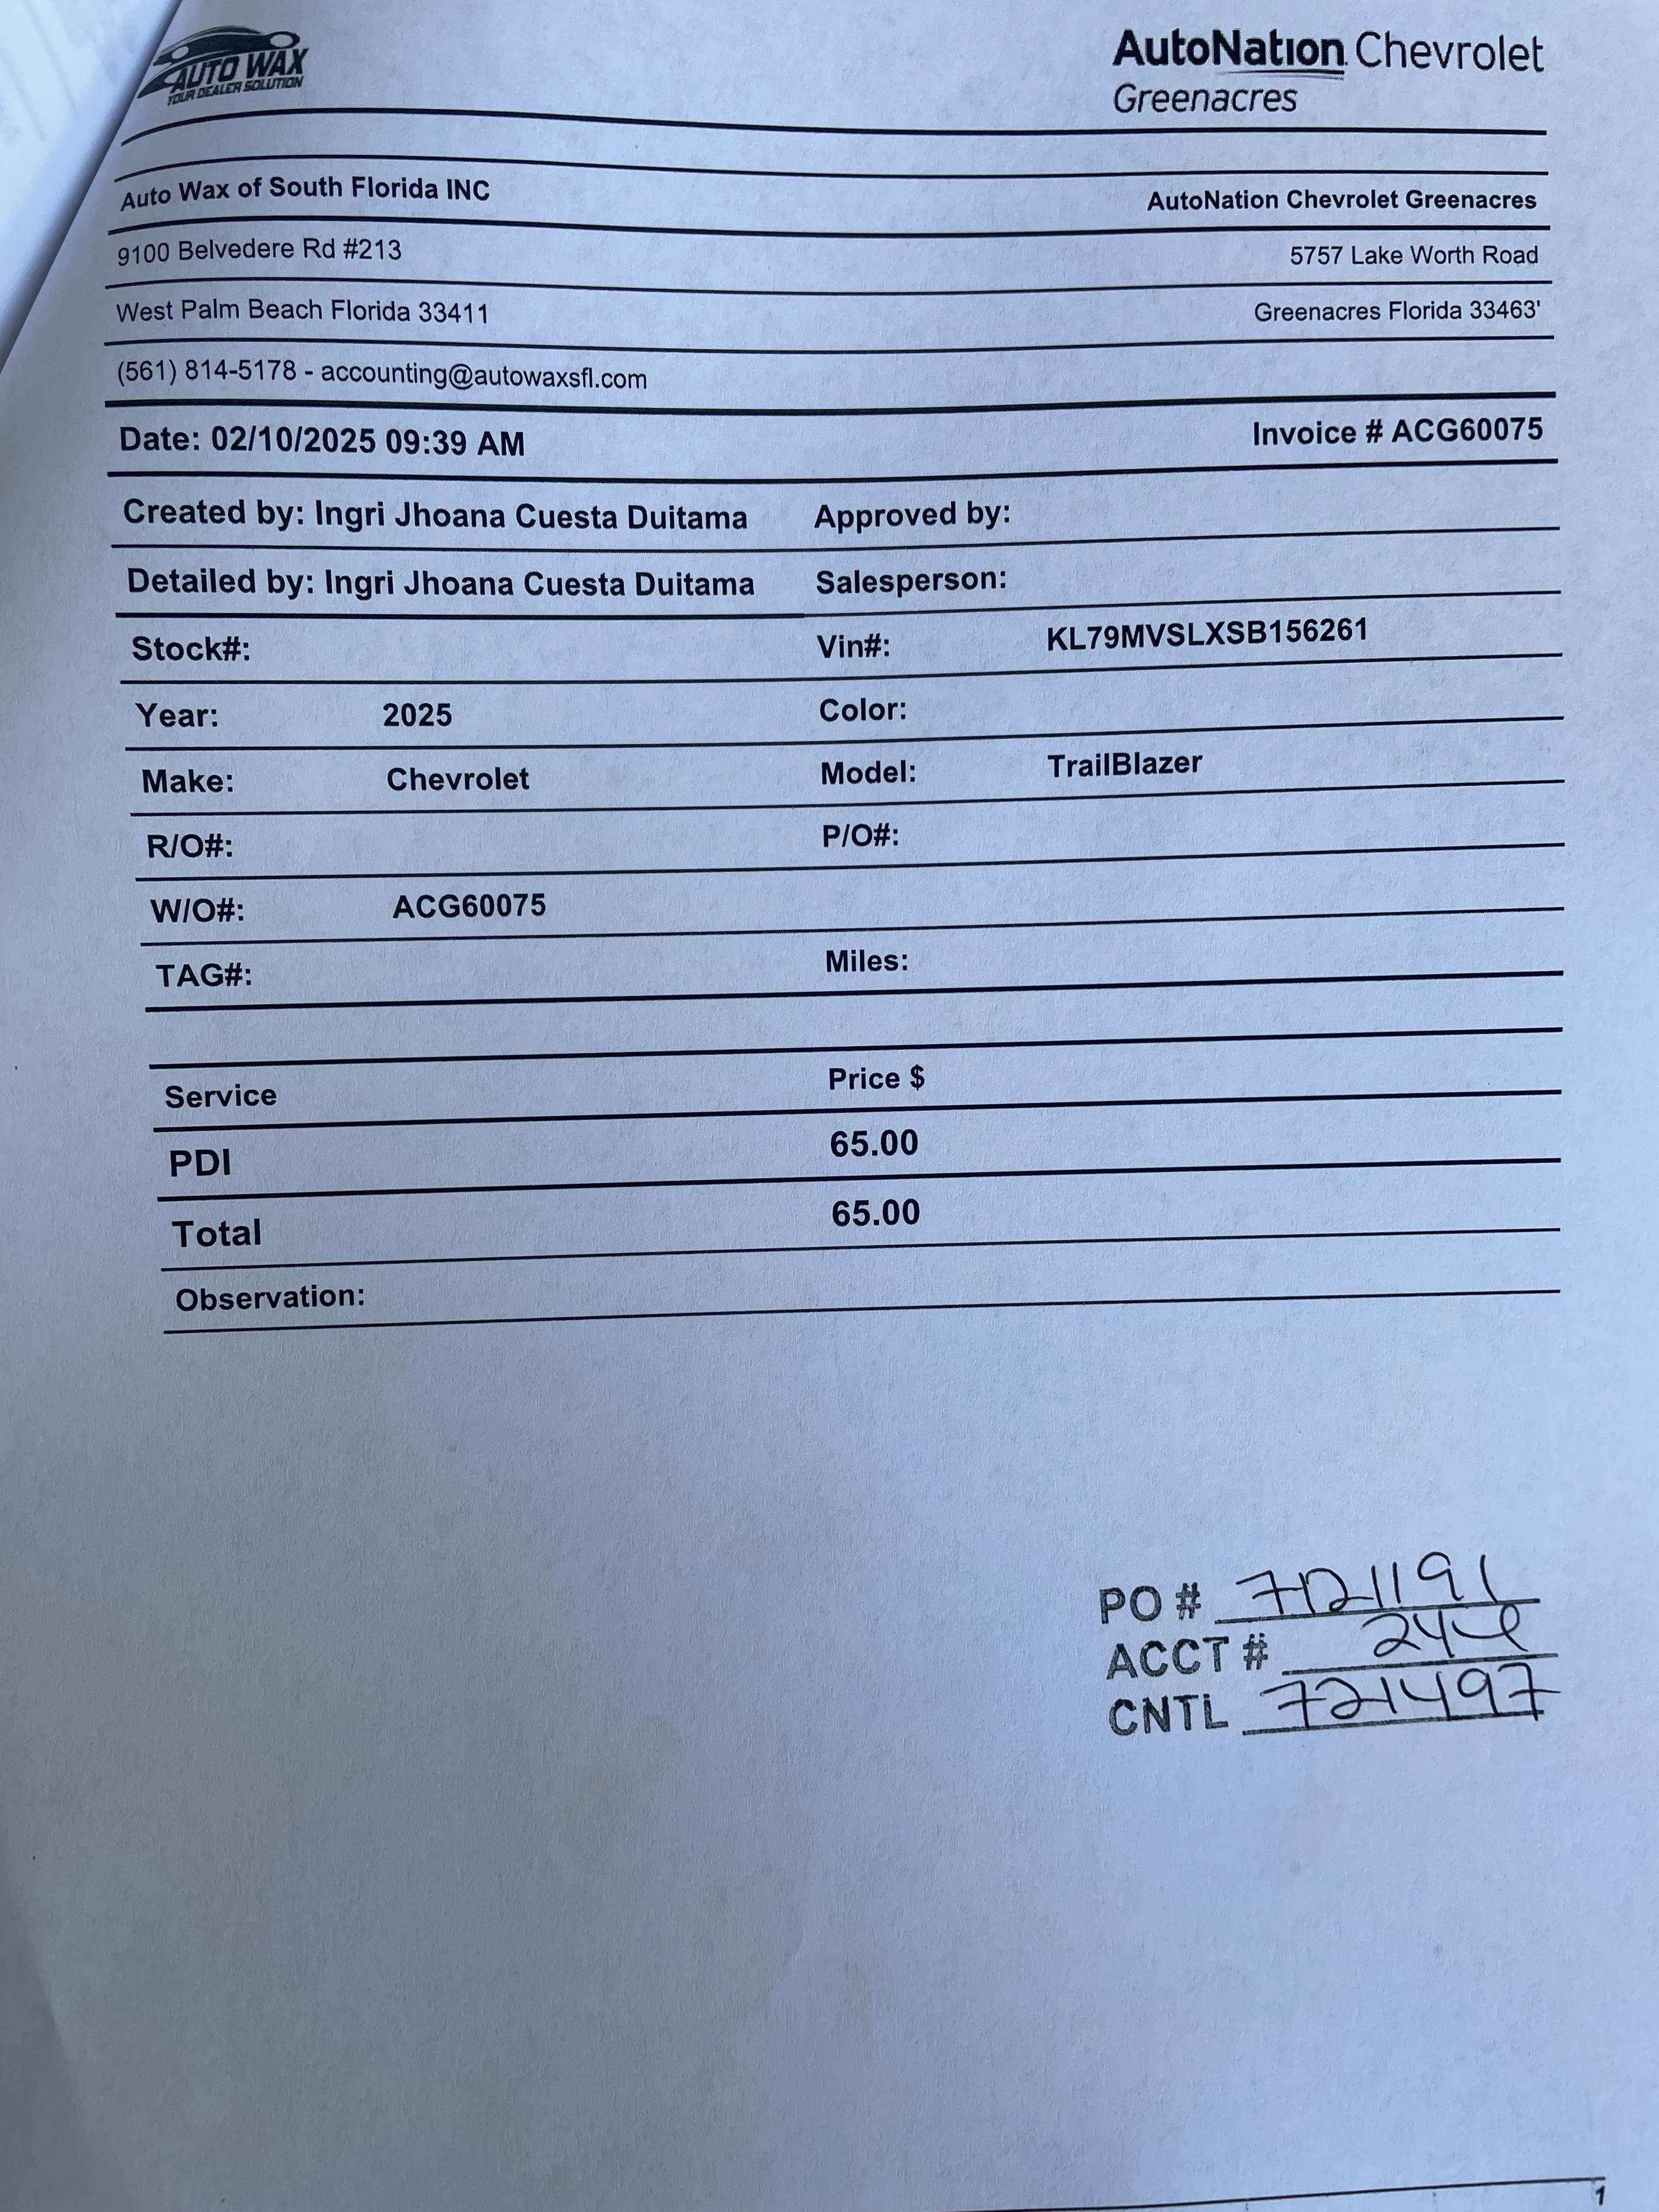 AUTO WAX
YOUR DEALER SOLUTION
AutoNation Chevrolet
Greenacres
Auto Wax of South Florida INC
AutoNation Chevrolet Greenacres
9100 Belvedere Rd #213
5757 Lake Worth Road
West Palm Beach Florida 33411
Greenacres Florida 33463'
(561) 814-5178 - accounting@autowaxsfl.com
Date: 02/10/2025 09:39 AM
Invoice # ACG60075
Created by: Ingri Jhoana Cuesta Duitama Approved by:
Detailed by: Ingri Jhoana Cuesta Duitama Salesperson:
Stock#: Vin#: KL79MVSLXSB156261
Year: 2025 Color:
Make: Chevrolet Model: TrailBlazer
R/O#: P/O#:
W/O#: ACG60075
TAG#: Miles:
Service Price $
PDI 65.00
Total 65.00
Observation:
PO #
ACCT #
CNTL 721497
1